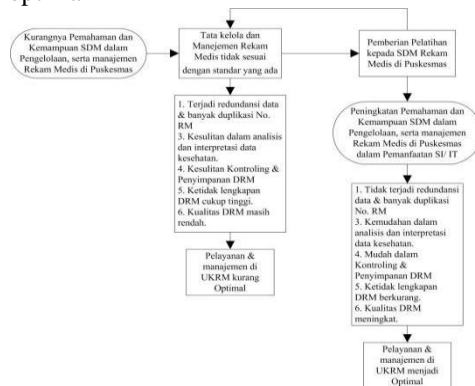 Kurangnya Pemahaman dan
Kemampuan SDM dalam
Pengelolaan, serta manajemen
Rekam Medis di Puskesmas
Tata kelola dan
Manejemen Rekam
Medis tidak sesuai
dengan standar yang ada
Pemberian Pelatihan
kepada SDM Rekam
Medis di Puskesmas
1. Terjadi redundansi data
& banyak duplikasi No.
RM
3. Kesulitan dalam analisis
dan interpretasi data
kesehatan.
4. Kesulitan Kontroling &
Penyimpanan DRM
5. Ketidak lengkapan
DRM cukup tinggi.
6. Kualitas DRM masih
rendah.
Pelayanan &
manajemen di
UKRM kurang
Optimal
Peningkatan Pemahaman dan
Kemampuan SDM dalam
Pengelolaan, serta manajemen
Rekam Medis di Puskesmas
dalam Pemanfaatan SI/ IT
1. Tidak terjadi redundansi
data & banyak duplikasi
No. RM
3. Kemudahan dalam
analisis dan interpretasi
data kesehatan.
4. Mudah dalam
Kontroling &
Penyimpanan DRM
5. Ketidak lengkapan
DRM berkurang.
6. Kualitas DRM
meningkat.
Pelayanan &
manajemen di
UKRM menjadi
Optimal